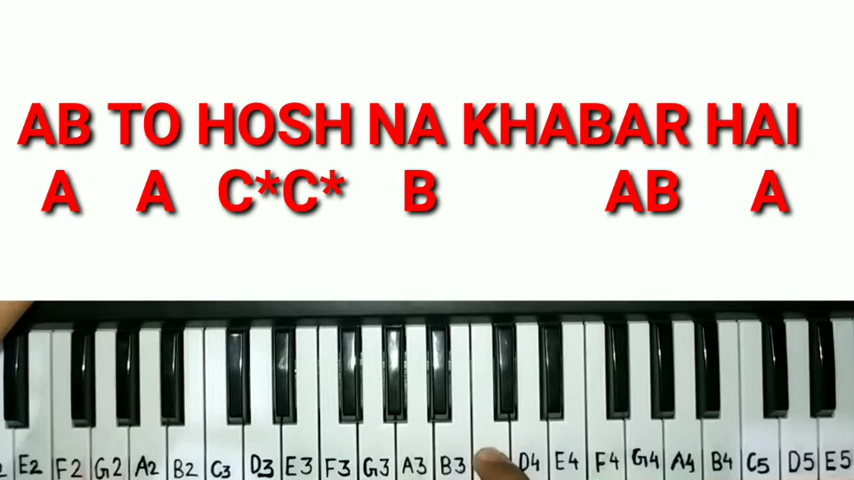 AB TO HOSH NA KHABAR HAI
A A C*C* B AB A
2 E2 F2 G2 A2 B2 C3 D3 E3 F3 G3 A3 B3 D4 E4 F4 G4 A4 B4 C5 D5 E5